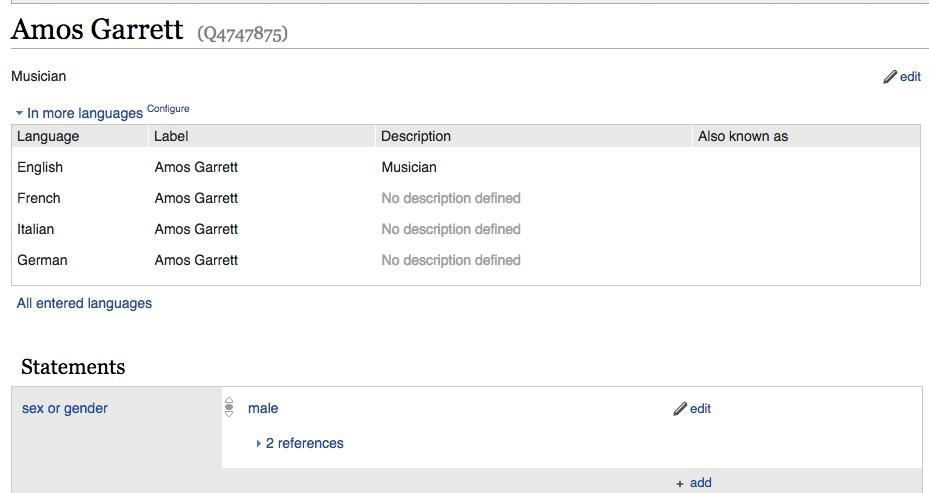 Amos Garrett (Q4747875)
Musician edit
In more languages Configure
Language Label Description Also known as
English Amos Garrett Musician
French Amos Garrett No description defined
Italian Amos Garrett No description defined
German Amos Garrett No description defined
All entered languages
Statements
sex or gender male edit
2 references
+ add